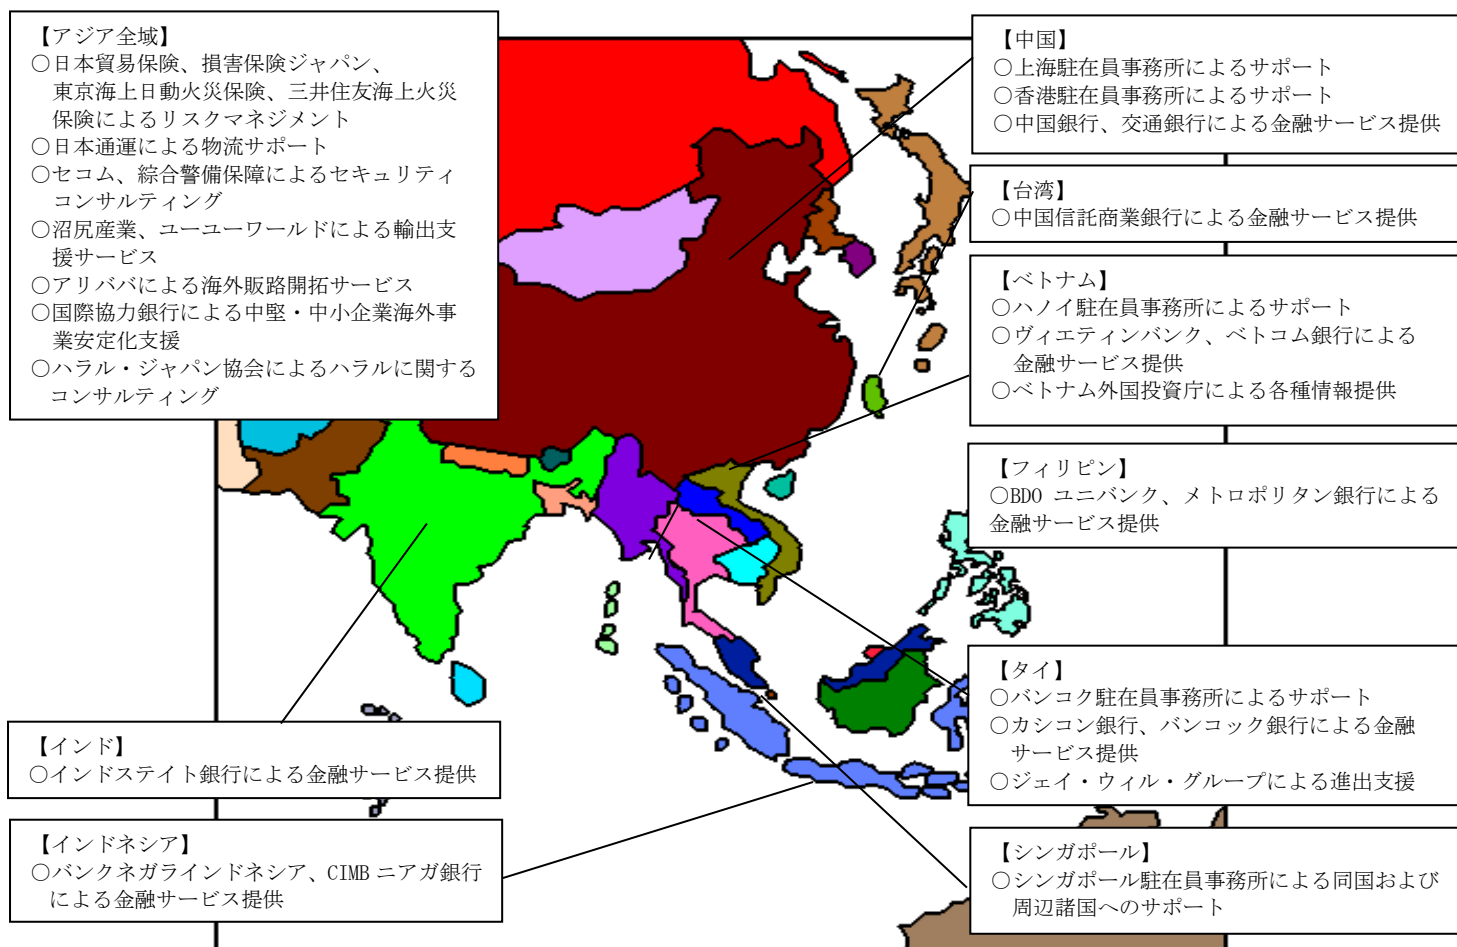 【アジア全域】
○日本貿易保険、損害保険ジャパン、
東京海上日動火災保険、三井住友海上火災
保険によるリスクマネジメント
○日本通運による物流サポート
○セコム、綜合警備保障によるセキュリティ
コンサルティング
○沼尻産業、ユーユーワールドによる輸出支
援サービス
○アリババによる海外販路開拓サービス
○国際協力銀行による中堅・中小企業海外事
業安定化支援
○ハラル・ジャパン協会によるハラルに関する
コンサルティング
【インド】
○インドステイト銀行による金融サービス提供
【インドネシア】
○バンクネガラインドネシア、CIMB ニアガ銀行
による金融サービス提供
【中国】
○上海駐在員事務所によるサポート
○香港駐在員事務所によるサポート
○中国銀行、交通銀行による金融サービス提供
【台湾】
○中国信託商業銀行による金融サービス提供
【ベトナム】
○ハノイ駐在員事務所によるサポート
○ヴィエティンバンク、ベトコム銀行による
金融サービス提供
○ベトナム外国投資庁による各種情報提供
【フィリピン】
○BDO ユニバンク、メトロポリタン銀行による
金融サービス提供
【タイ】
○バンコク駐在員事務所によるサポート
○カシコン銀行、バンコック銀行による金融
サービス提供
○ジェイ・ウィル・グループによる進出支援
【シンガポール】
○シンガポール駐在員事務所による同国および
周辺諸国へのサポート